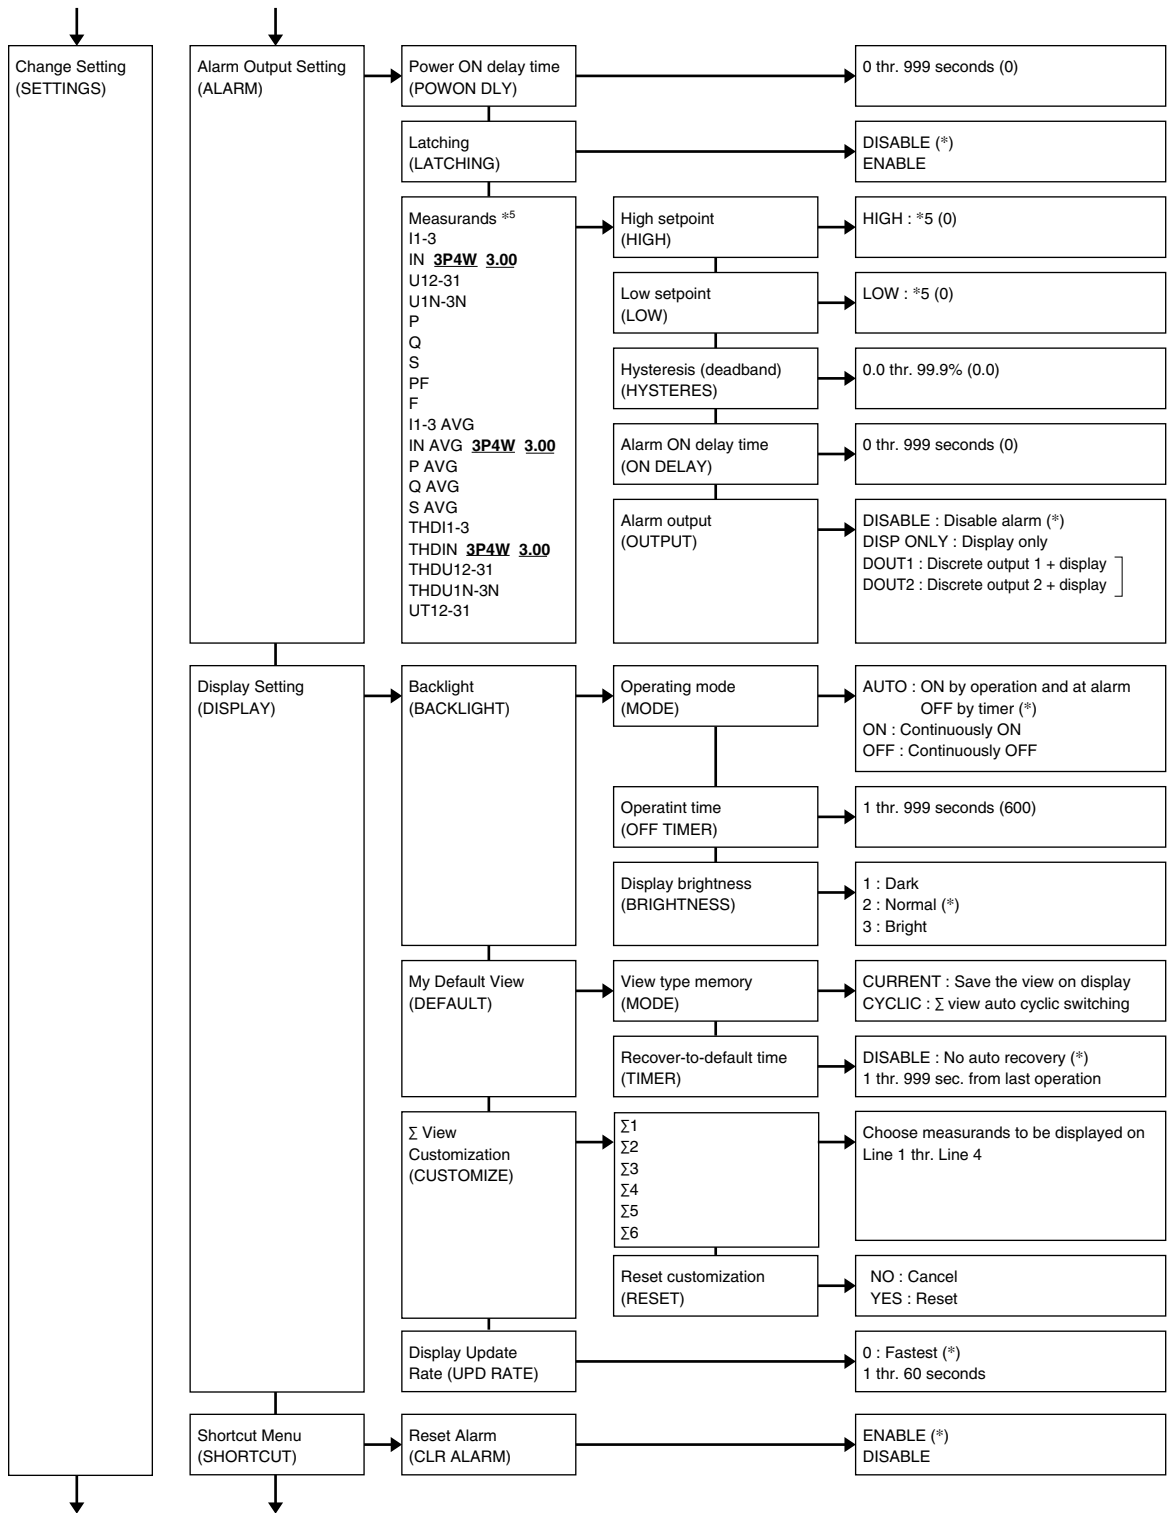 Change Setting
(SETTINGS)
Alarm Output Setting
(ALARM)
Power ON delay time
(POWON DLY)
0 thr. 999 seconds (0)
Latching
(LATCHING)
DISABLE (*)
ENABLE
Measurands *5
I1-3
IN 3P4W 3.00
U12-31
U1N-3N
P
Q
S
PF
F
I1-3 AVG
IN AVG 3P4W 3.00
P AVG
Q AVG
S AVG
THDI1-3
THDIN 3P4W 3.00
THDU12-31
THDU1N-3N
UT12-31
High setpoint
(HIGH)
HIGH : *5 (0)
Low setpoint
(LOW)
LOW : *5 (0)
Hysteresis (deadband)
(HYSTERES)
0.0 thr. 99.9% (0.0)
Alarm ON delay time
(ON DELAY)
0 thr. 999 seconds (0)
Alarm output
(OUTPUT)
DISABLE : Disable alarm (*)
DISP ONLY : Display only
DOUT1 : Discrete output 1 + display
DOUT2 : Discrete output 2 + display
Display Setting
(DISPLAY)
Backlight
(BACKLIGHT)
Operating mode
(MODE)
AUTO : ON by operation and at alarm
OFF by timer (*)
ON : Continuously ON
OFF : Continuously OFF
Operatint time
(OFF TIMER)
1 thr. 999 seconds (600)
Display brightness
(BRIGHTNESS)
1 : Dark
2 : Normal (*)
3 : Bright
My Default View
(DEFAULT)
View type memory
(MODE)
CURRENT : Save the view on display
CYCLIC : Σ view auto cyclic switching
Recover-to-default time
(TIMER)
DISABLE : No auto recovery (*)
1 thr. 999 sec. from last operation
Σ View
Customization
(CUSTOMIZE)
Σ1
Σ2
Σ3
Σ4
Σ5
Σ6
Choose measurands to be displayed on
Line 1 thr. Line 4
Reset customization
(RESET)
NO : Cancel
YES : Reset
Display Update
Rate (UPD RATE)
0 : Fastest (*)
1 thr. 60 seconds
Shortcut Menu
(SHORTCUT)
Reset Alarm
(CLR ALARM)
ENABLE (*)
DISABLE